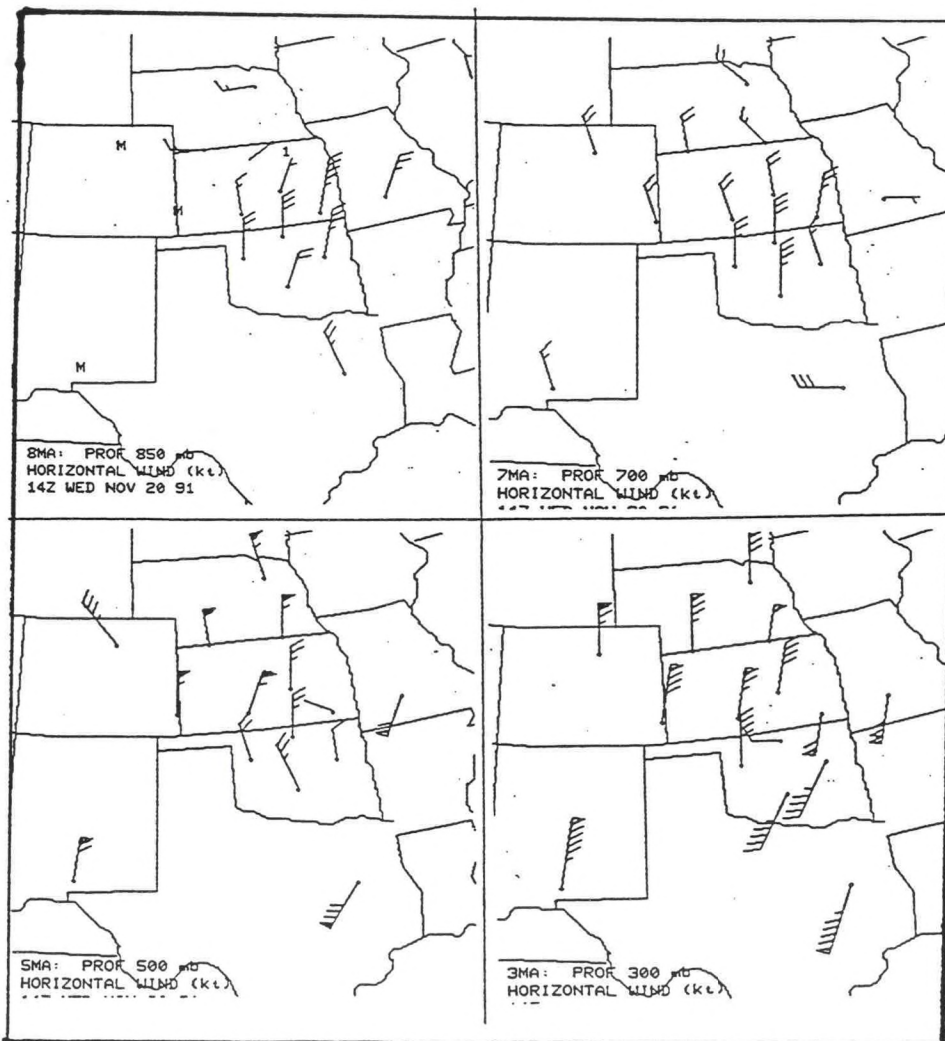 M
1
M
M
8MA: PROF 850 mb
HORIZONTAL WIND (kt)
14Z WED NOV 20 91
7MA: PROF 700 mb
HORIZONTAL WIND (kt)
5MA: PROF 500 mb
HORIZONTAL WIND (kt)
3MA: PROF 300 mb
HORIZONTAL WIND (kt)